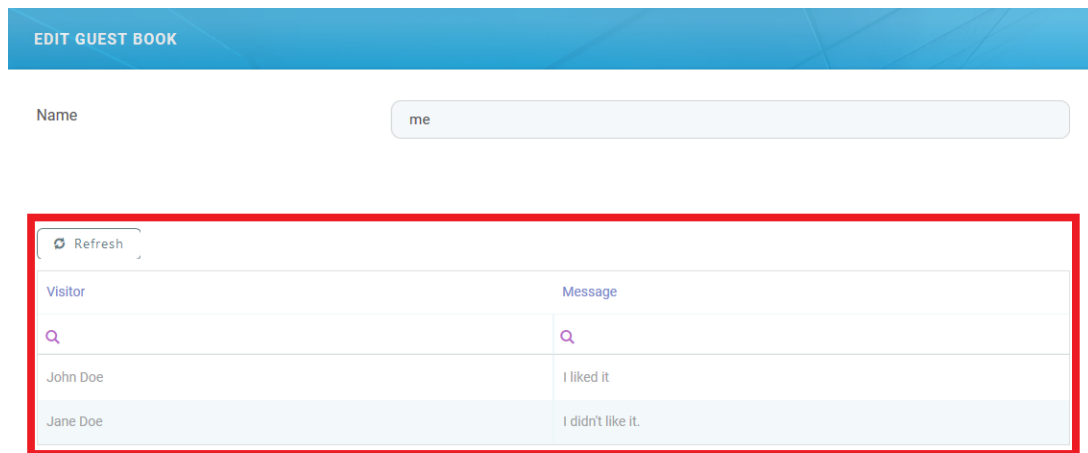 EDIT GUEST BOOK
Name me
Refresh
Visitor Message
John Doe I liked it
Jane Doe I didn't like it.